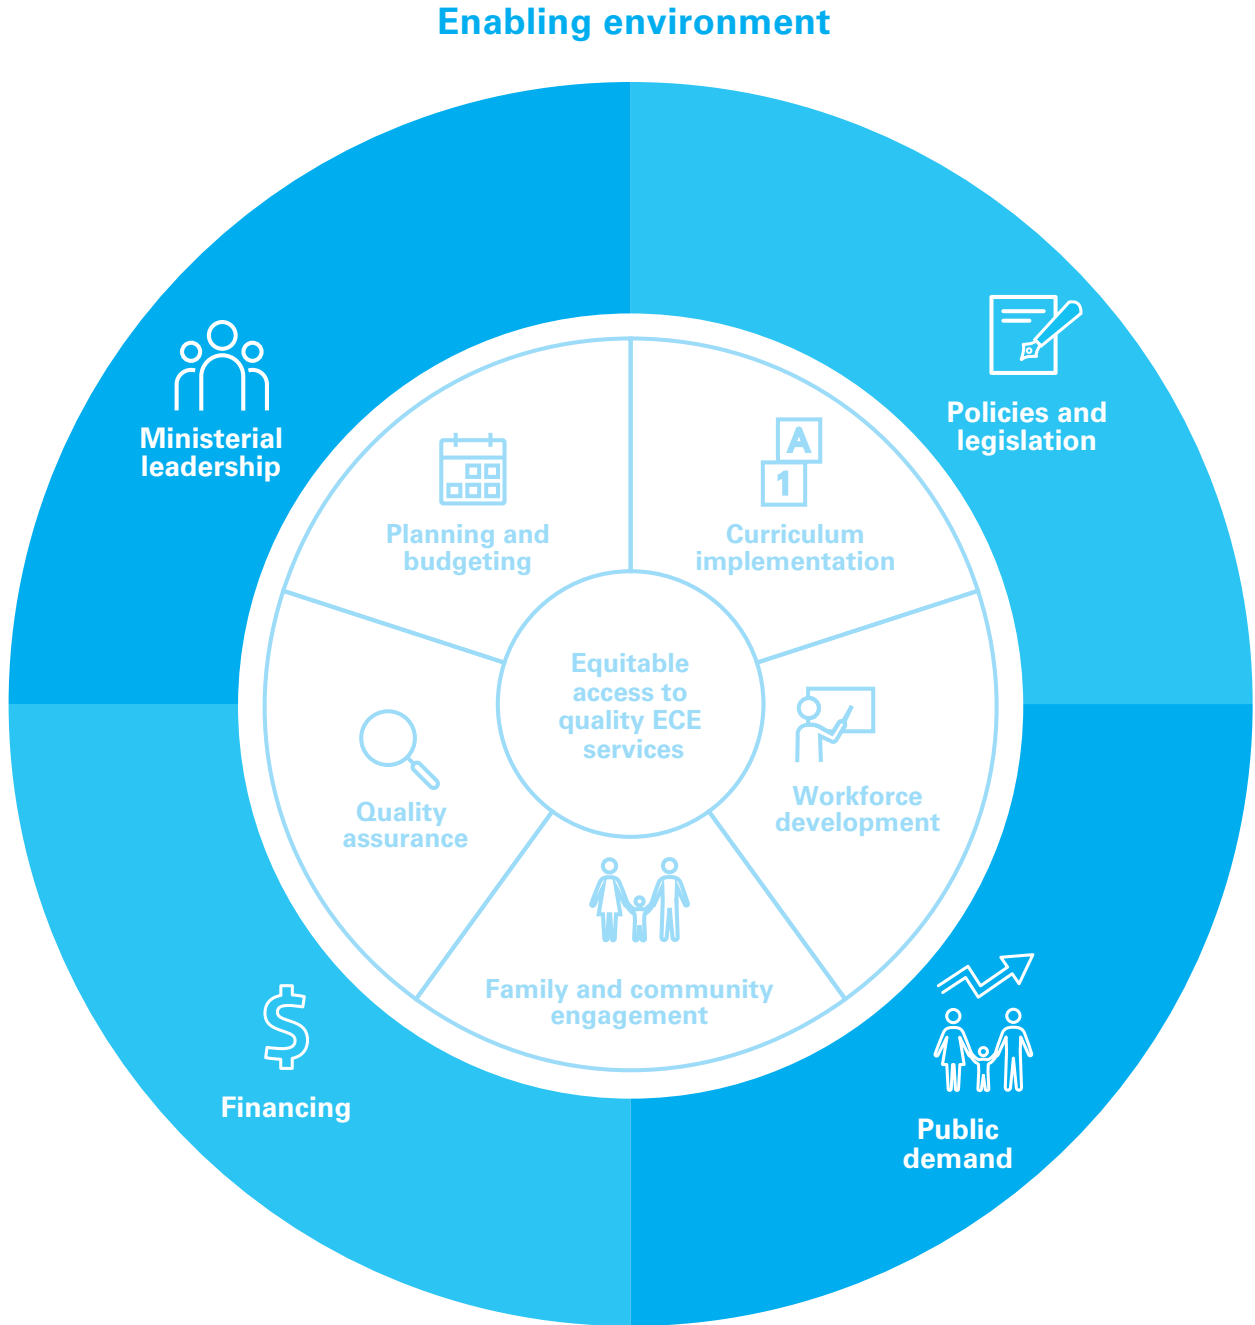 Enabling environment
Ministerial
leadership
Policies and
legislation
Planning and
budgeting
A
1
Curriculum
implementation
Equitable
access to
quality ECE
services
Quality
assurance
Workforce
development
Family and community
engagement
$
Financing
Public
demand